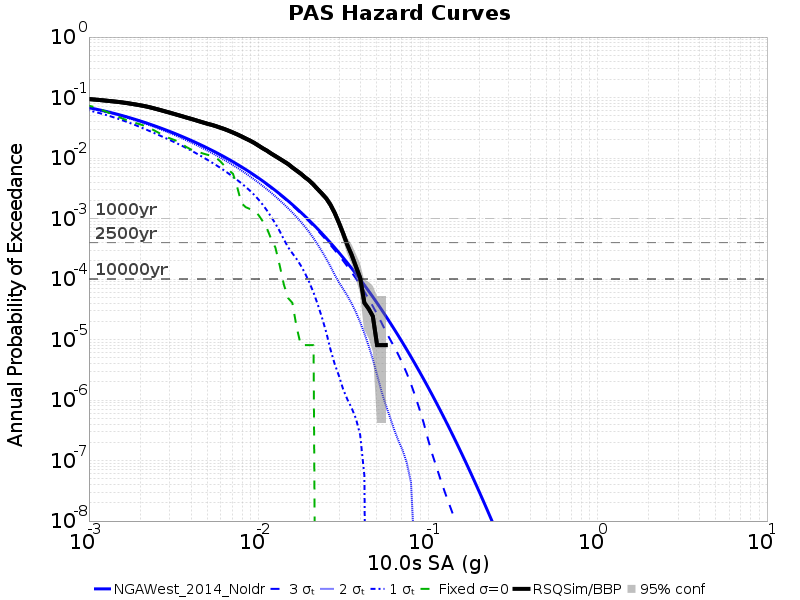 PAS Hazard Curves
Annual Probability of Exceedance
10^0
10^-1
10^-2
10^-3
10^-4
10^-5
10^-6
10^-7
10^-8
1000yr
2500yr
10000yr
10^-3 10^-2 10^-1 10^0 10^1
10.0s SA (g)
NGAWest_2014_NoIdr 3 σₜ 2 σₜ 1 σₜ Fixed σ=0 RSQSim/BBP 95% conf